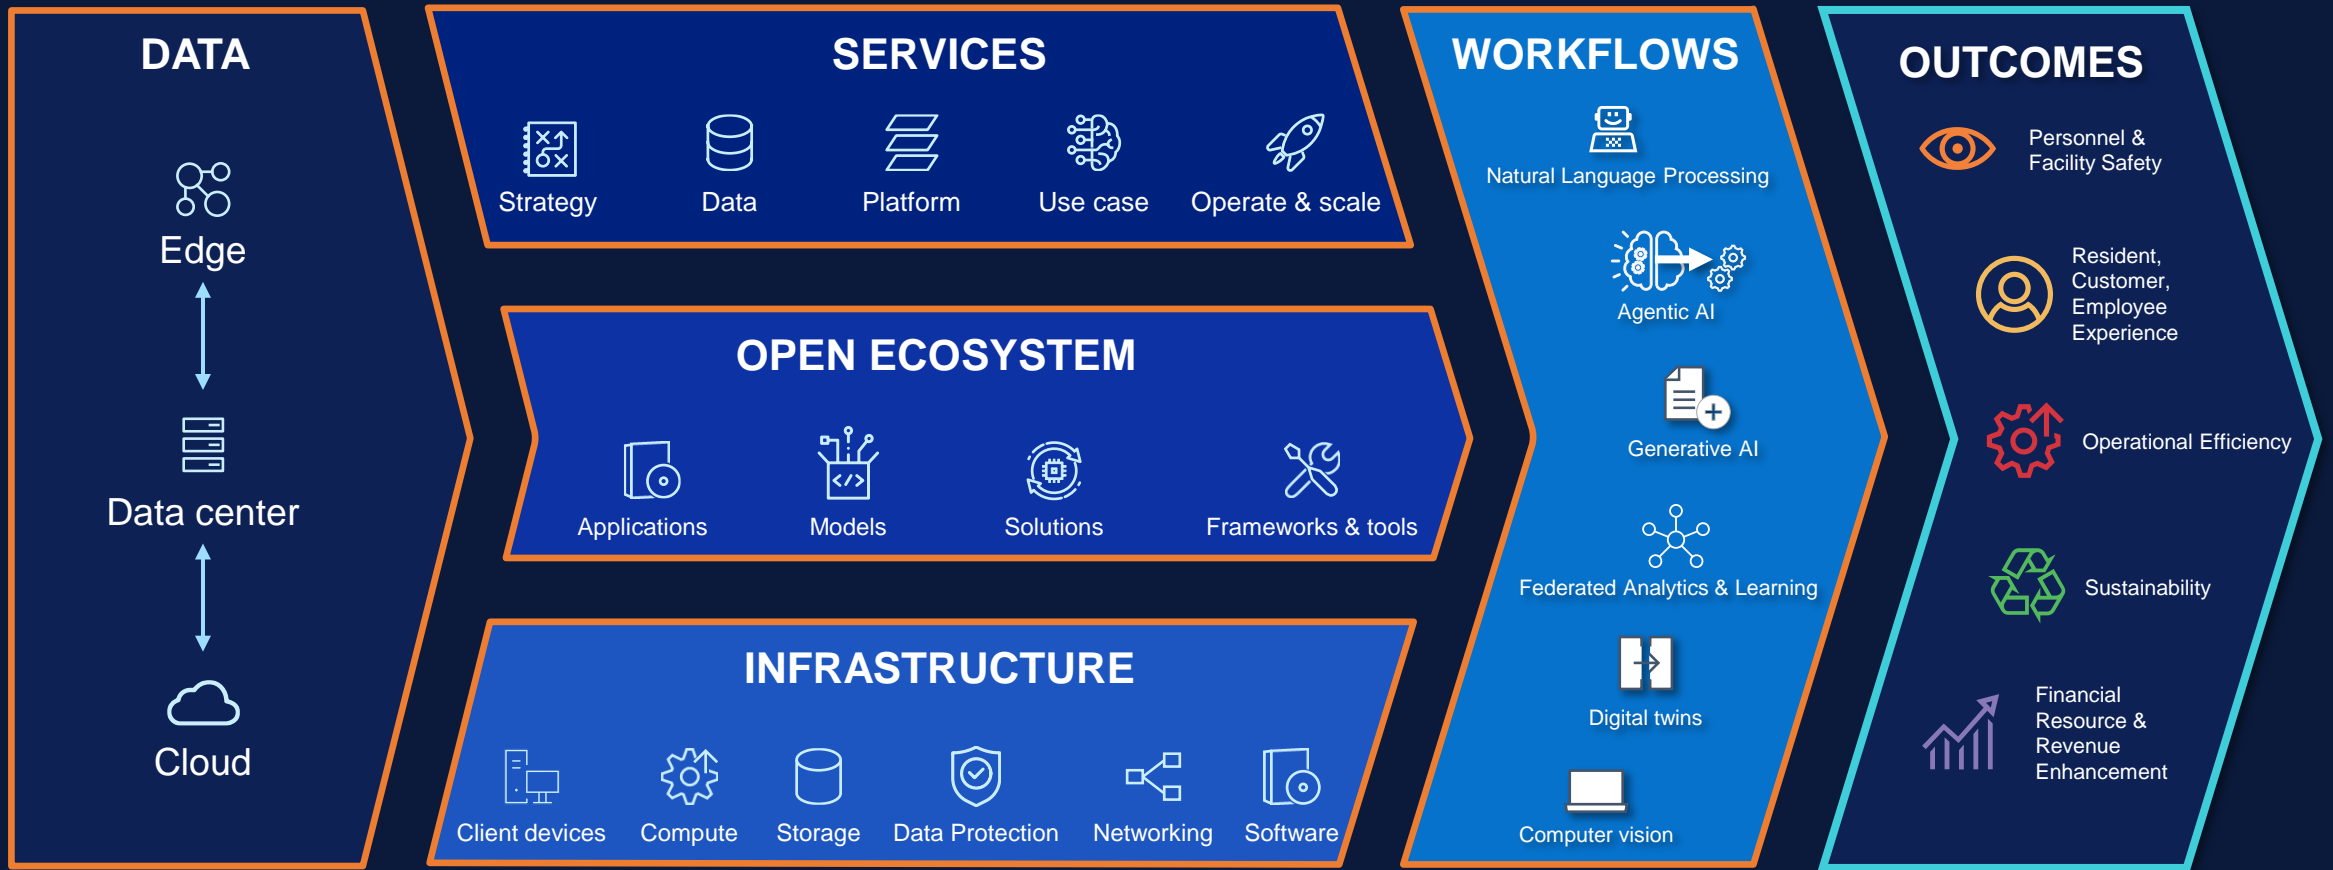 DATA
Edge
Data center
Cloud
SERVICES
Strategy
Data
Platform
Use case
Operate & scale
OPEN ECOSYSTEM
Applications
Models
Solutions
Frameworks & tools
INFRASTRUCTURE
Client devices
Compute
Storage
Data Protection
Networking
Software
WORKFLOWS
Natural Language Processing
Agentic AI
Generative AI
Federated Analytics & Learning
Digital twins
Computer vision
OUTCOMES
Personnel &
Facility Safety
Resident,
Customer,
Employee
Experience
Operational Efficiency
Sustainability
Financial
Resource &
Revenue
Enhancement